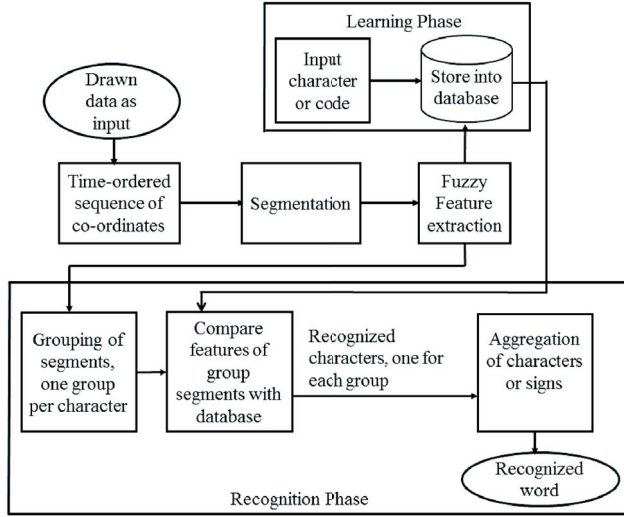 Learning Phase
Input
character
or code
Store into
database
Drawn
data as
input
Time-ordered
sequence of
co-ordinates
Segmentation
Fuzzy
Feature
extraction
Grouping of
segments,
one group
per character
Compare
features of
group
segments with
database
Recognized
characters, one for
each group
Aggregation
of characters
or signs
Recognized
word
Recognition Phase